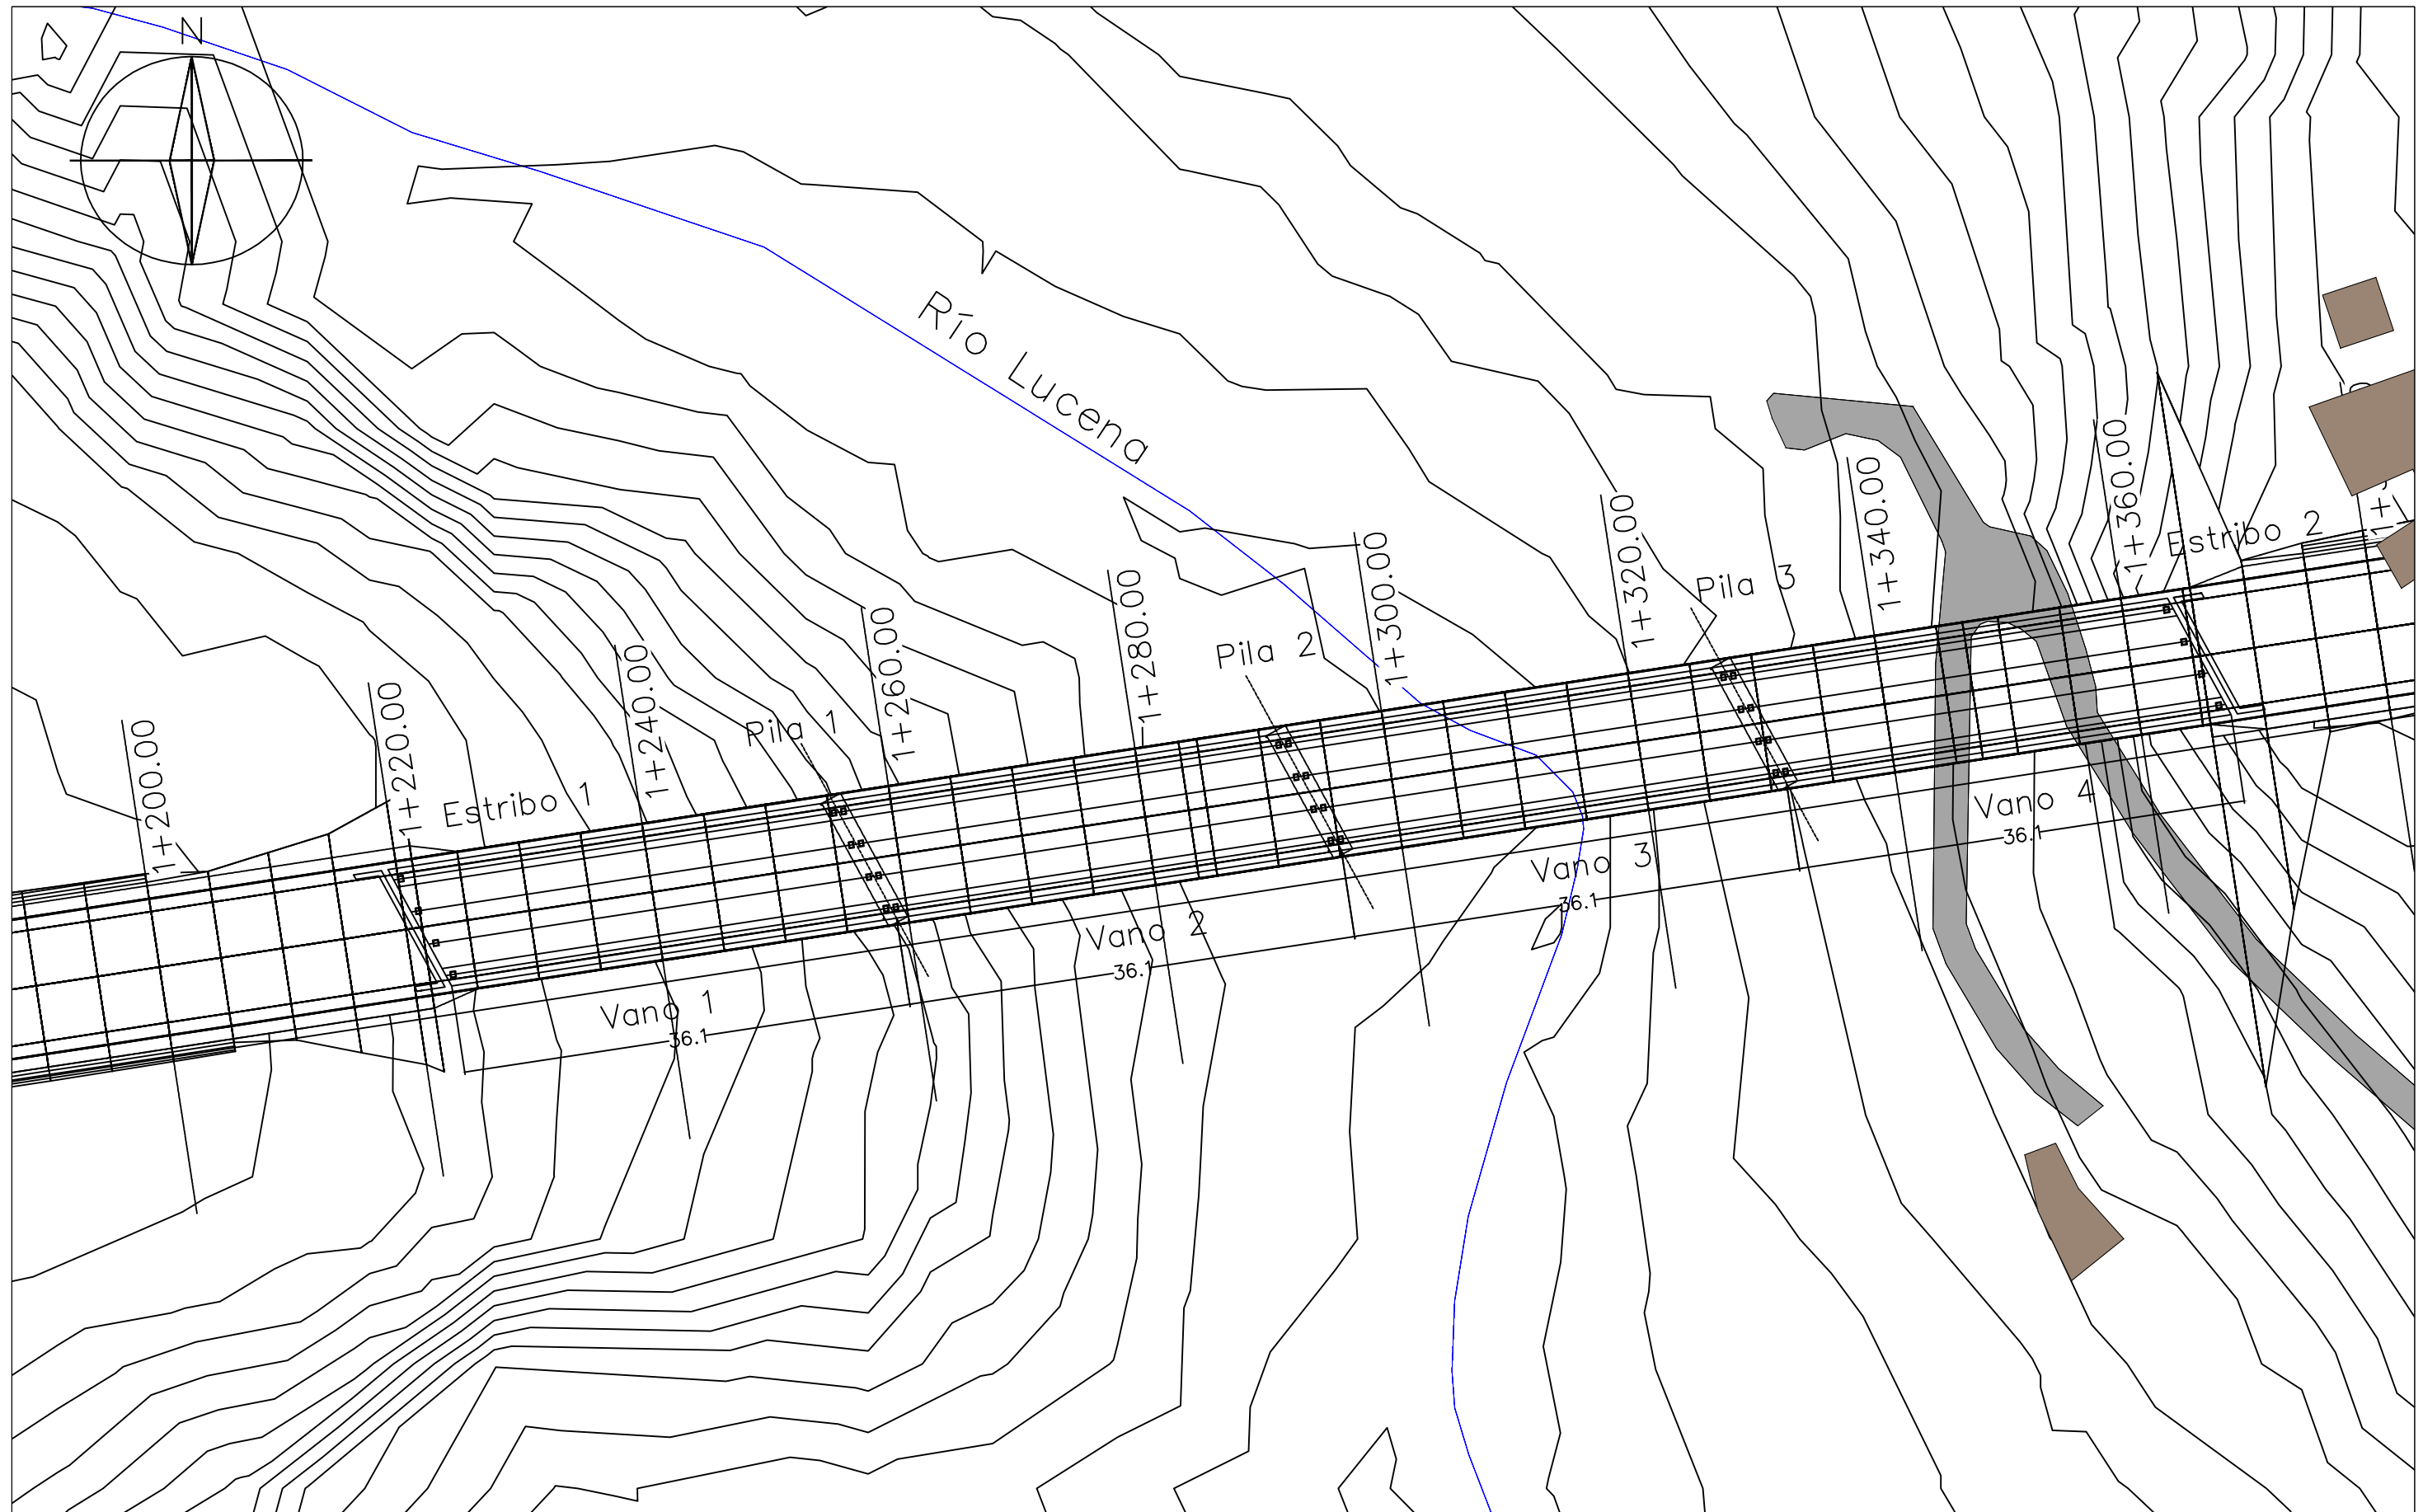 N
Río Lucena
1+200.00
1+220.00
1+240.00
1+260.00
1+280.00
1+300.00
1+320.00
1+340.00
1+360.00
Estribo 1
Pila 1
Pila 2
Pila 3
Estribo 2
Vano 1
36.1
Vano 2
36.1
Vano 3
36.1
Vano 4
36.1